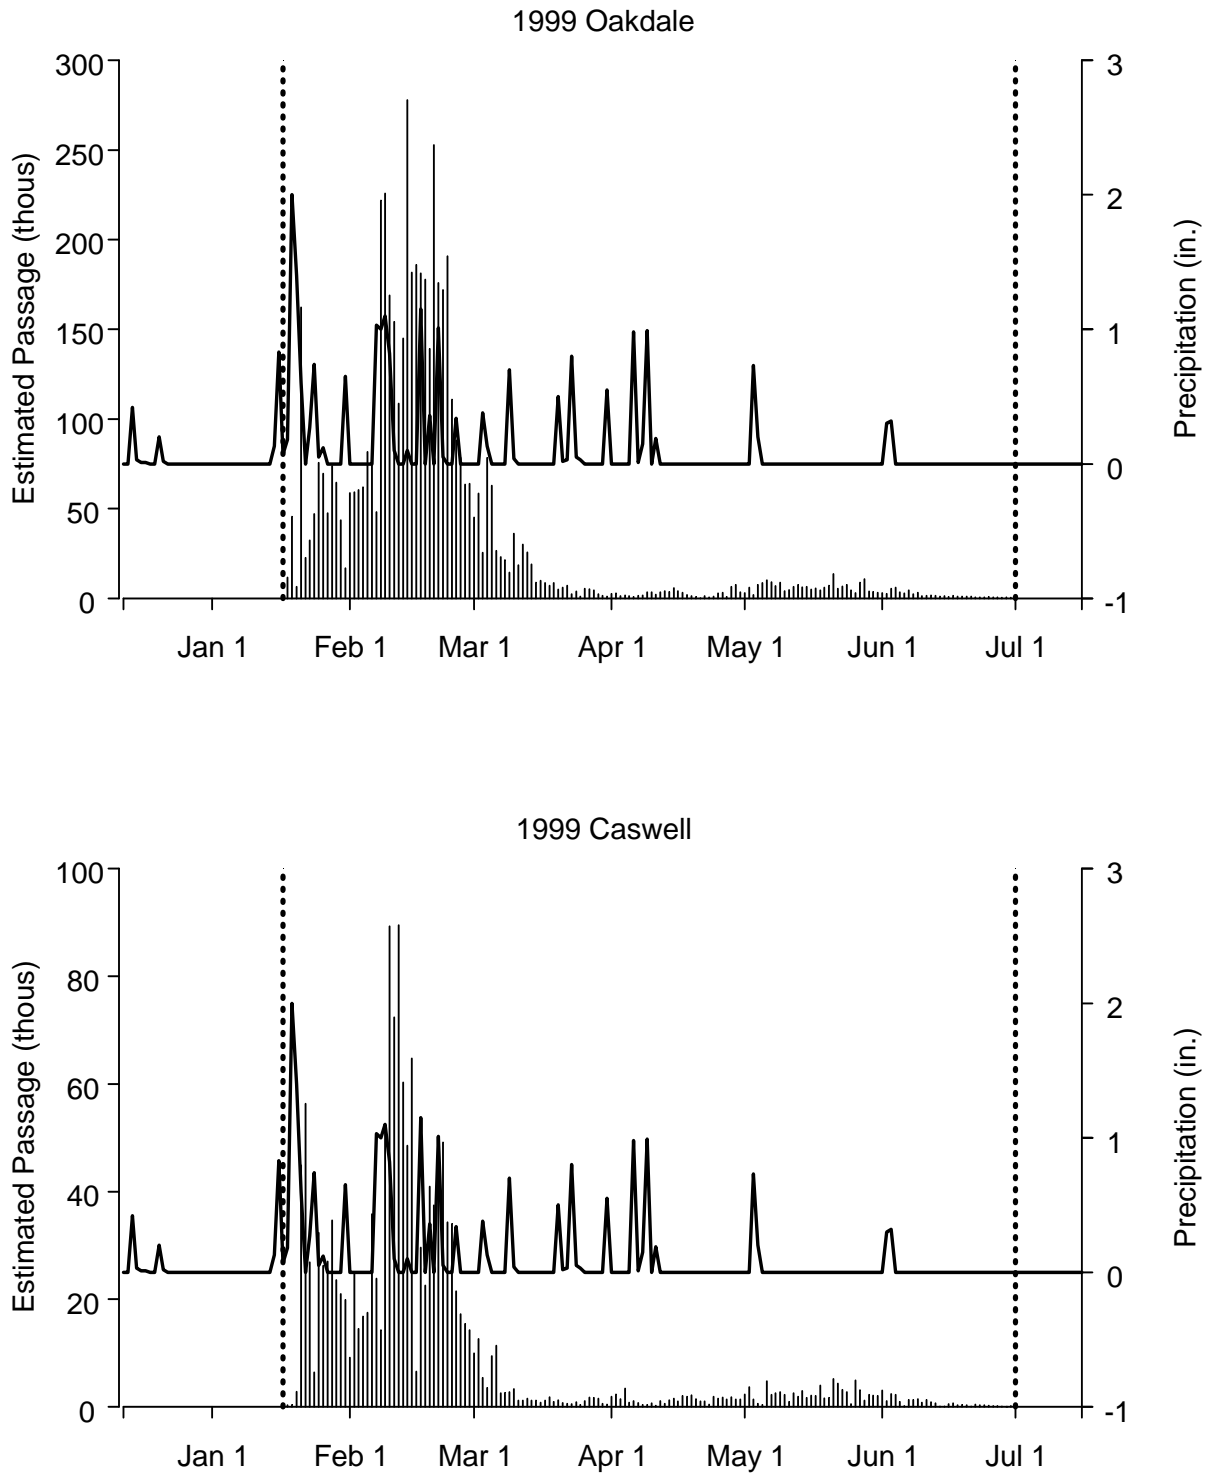 1999 Oakdale
300
250
200
150
100
50
0
Estimated Passage (thous)
3
2
1
0
-1
Precipitation (in.)
Jan 1 Feb 1 Mar 1 Apr 1 May 1 Jun 1 Jul 1
1999 Caswell
100
80
60
40
20
0
Estimated Passage (thous)
3
2
1
0
-1
Precipitation (in.)
Jan 1 Feb 1 Mar 1 Apr 1 May 1 Jun 1 Jul 1